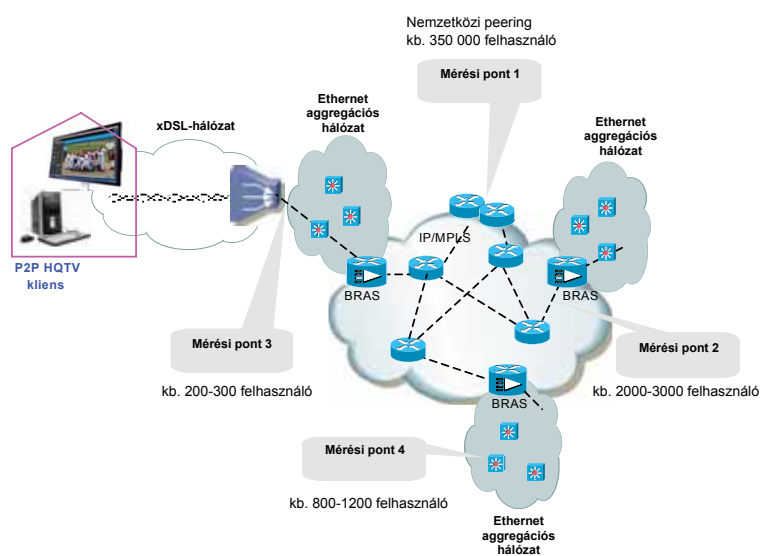 Nemzetközi peering
kb. 350 000 felhasználó
Mérési pont 1
Ethernet
aggregációs
hálózat
xDSL-hálózat
Ethernet
aggregációs
hálózat
IP/MPLS
P2P HQTV
kliens
BRAS
BRAS
Mérési pont 3
kb. 200-300 felhasználó
Mérési pont 2
kb. 2000-3000 felhasználó
BRAS
Mérési pont 4
kb. 800-1200 felhasználó
Ethernet
aggregációs
hálózat